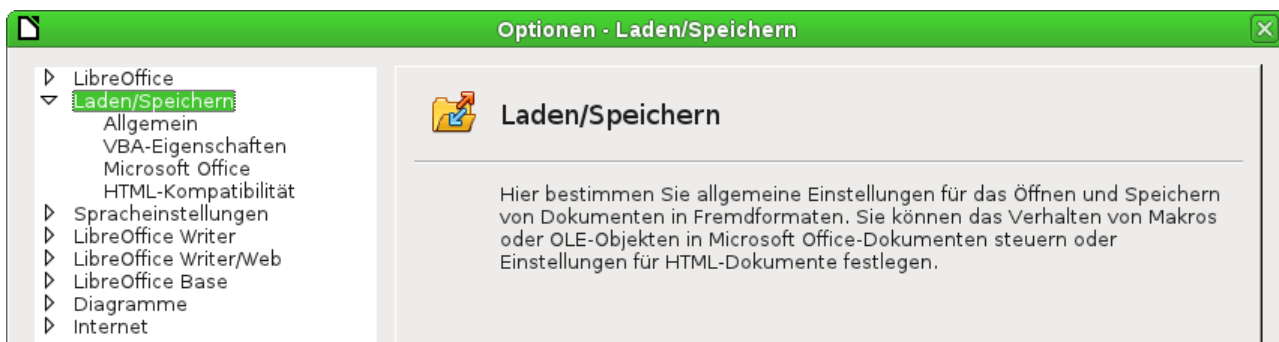 Optionen - Laden/Speichern
LibreOffice
Laden/Speichern
Allgemein
VBA-Eigenschaften
Microsoft Office
HTML-Kompatibilität
Spracheinstellungen
LibreOffice Writer
LibreOffice Writer/Web
LibreOffice Base
Diagramme
Internet
Laden/Speichern
Hier bestimmen Sie allgemeine Einstellungen für das Öffnen und Speichern
von Dokumenten in Fremdformaten. Sie können das Verhalten von Makros
oder OLE-Objekten in Microsoft Office-Dokumenten steuern oder
Einstellungen für HTML-Dokumente festlegen.